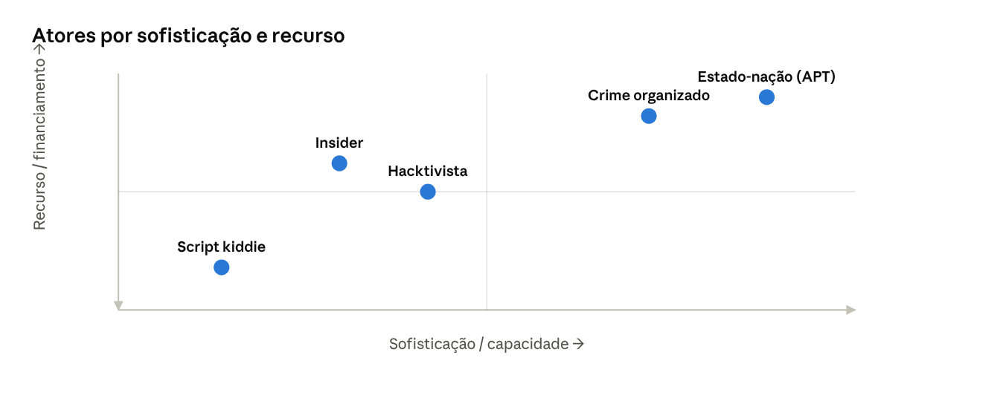 Atores por sofisticação e recurso
Recurso / financiamento →
Estado-nação (APT)
Crime organizado
Insider
Hacktivista
Script kiddie
Sofisticação / capacidade →